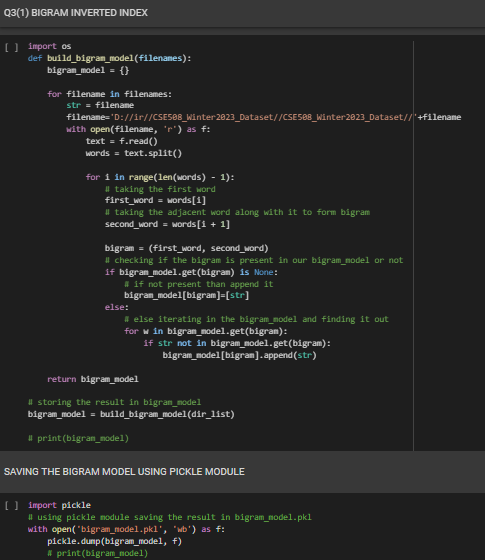 Q3(1) BIGRAM INVERTED INDEX
[ ] import os
def build_bigram_model(filenames):
bigram_model = {}
for filename in filenames:
str = filename
filename='D://ir//CSE508_Winter2023_Dataset//CSE508_Winter2023_Dataset//'+filename
with open(filename, 'r') as f:
text = f.read()
words = text.split()
for i in range(len(words) - 1):
# taking the first word
first_word = words[i]
# taking the adjacent word along with it to form bigram
second_word = words[i + 1]
bigram = (first_word, second_word)
# checking if the bigram is present in our bigram_model or not
if bigram_model.get(bigram) is None:
# if not present than append it
bigram_model[bigram]=[str]
else:
# else iterating in the bigram_model and finding it out
for w in bigram_model.get(bigram):
if str not in bigram_model.get(bigram):
bigram_model[bigram].append(str)
return bigram_model
# storing the result in bigram_model
bigram_model = build_bigram_model(dir_list)
# print(bigram_model)
SAVING THE BIGRAM MODEL USING PICKLE MODULE
[ ] import pickle
# using pickle module saving the result in bigram_model.pkl
with open('bigram_model.pkl', 'wb') as f:
pickle.dump(bigram_model, f)
# print(bigram_model)